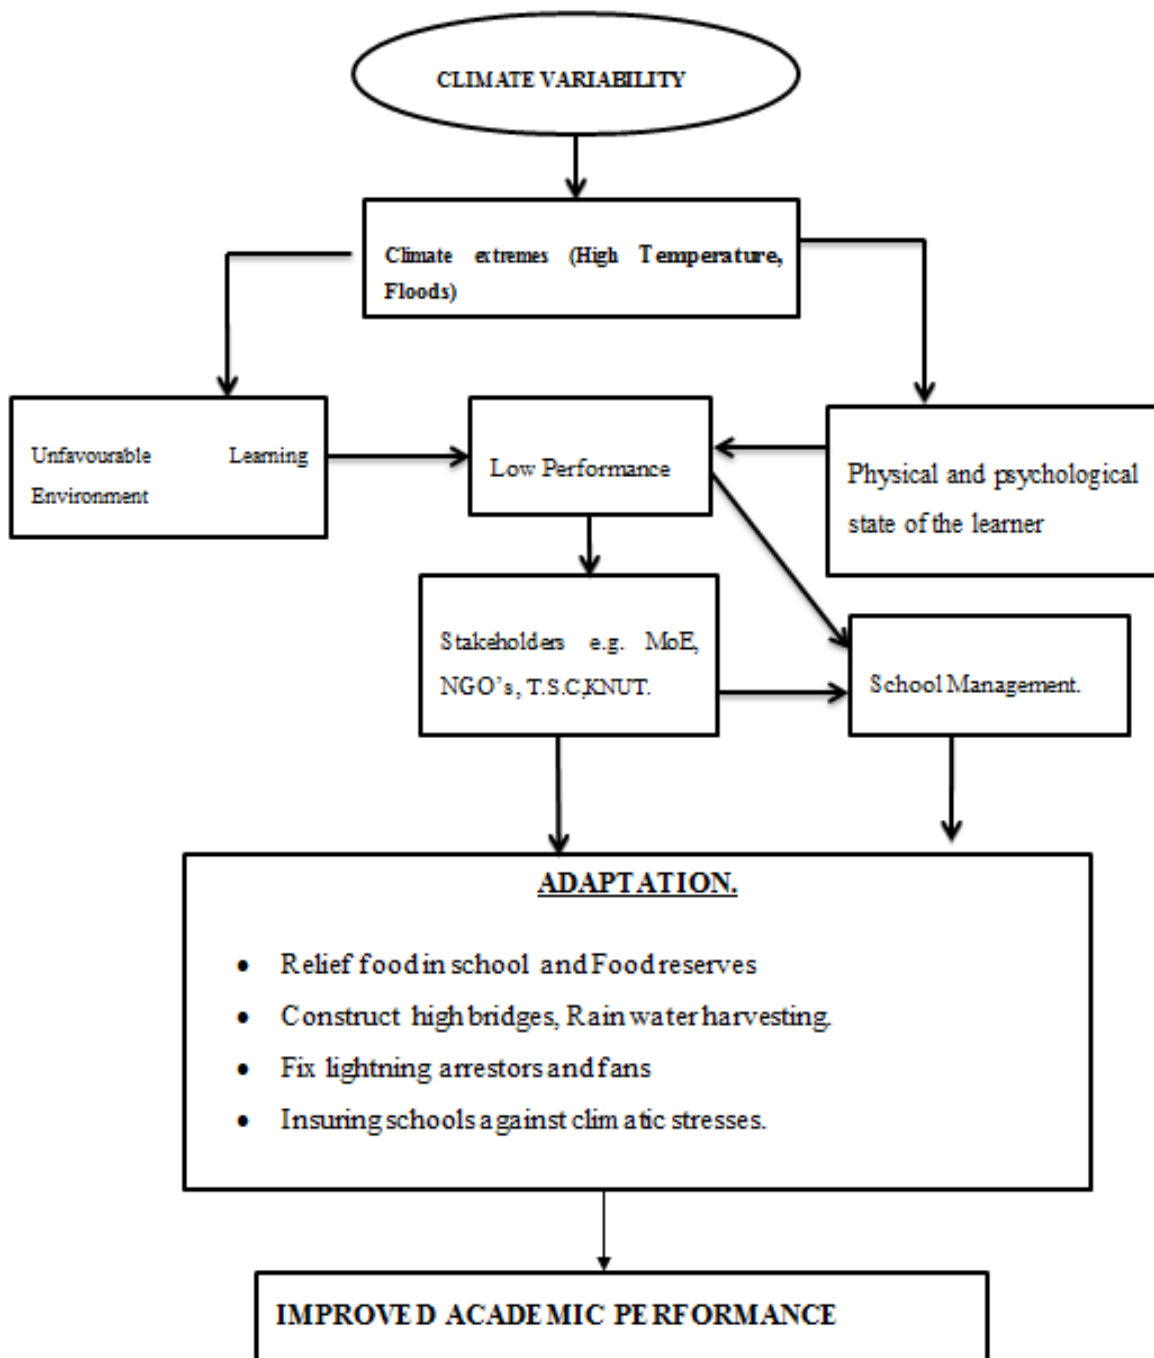 CLIMATE VARIABILITY
Climate extremes (High Temperature,
Floods)
Unfavourable Learning
Environment
Low Performance
Physical and psychological
state of the learner
Stakeholders e.g. MoE,
NGO's, T.S.C,KNUT.
School Management.
ADAPTATION.
• Relief food in school and Food reserves
• Construct high bridges, Rain water harvesting.
• Fix lightning arrestors and fans
• Insuring schools against climatic stresses.
IMPROVED ACADEMIC PERFORMANCE